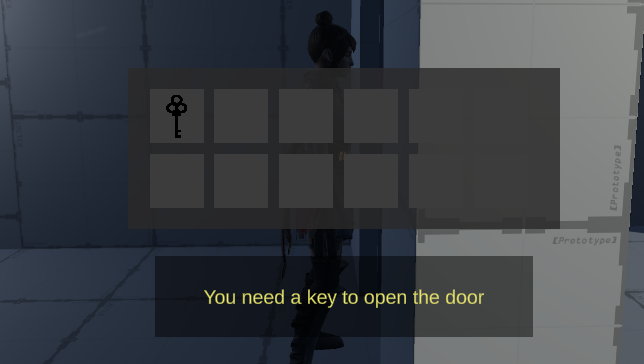 [Prototype]
[Prototype]
You need a key to open the door